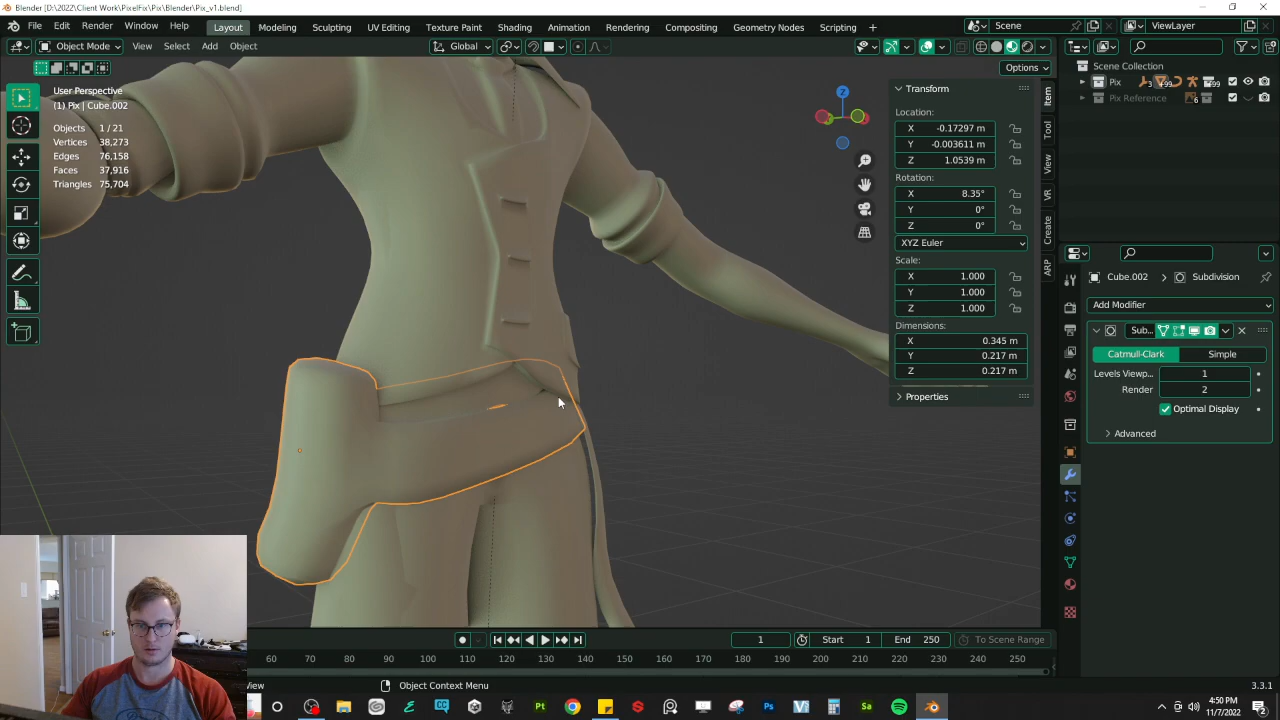 Blender [D:\2022\Client Work\PixelFix\Pix\Blender\Pix_v1.blend]
File Edit Render Window Help Layout Modeling Sculpting UV Editing Texture Paint Shading Animation Rendering Compositing Geometry Nodes Scripting + Scene ViewLayer
Object Mode View Select Add Object Global
Options
User Perspective
(1) Pix | Cube.002
Objects 1 / 21
Vertices 38,273
Edges 76,158
Faces 37,916
Triangles 75,704
Z
Transform
Location:
X -0.17297 m
Y -0.003611 m
Z 1.0539 m
Rotation:
X 8.35°
Y 0°
Z 0°
XYZ Euler
Scale:
X 1.000
Y 1.000
Z 1.000
Dimensions:
X 0.345 m
Y 0.217 m
Z 0.217 m
Properties
Item
Tool
View
VR
Create
ARP
Scene Collection
Pix
Pix Reference
Cube.002 Subdivision
Add Modifier
Sub...
Catmull-Clark Simple
Levels Viewp... 1
Render 2
Optimal Display
Advanced
1 Start 1 End 250 To Scene Range
60 70 80 90 100 110 120 130 140 150 160 170 180 190 200 210 220 230 240 250
View Object Context Menu 3.3.1
4:50 PM
11/7/2022